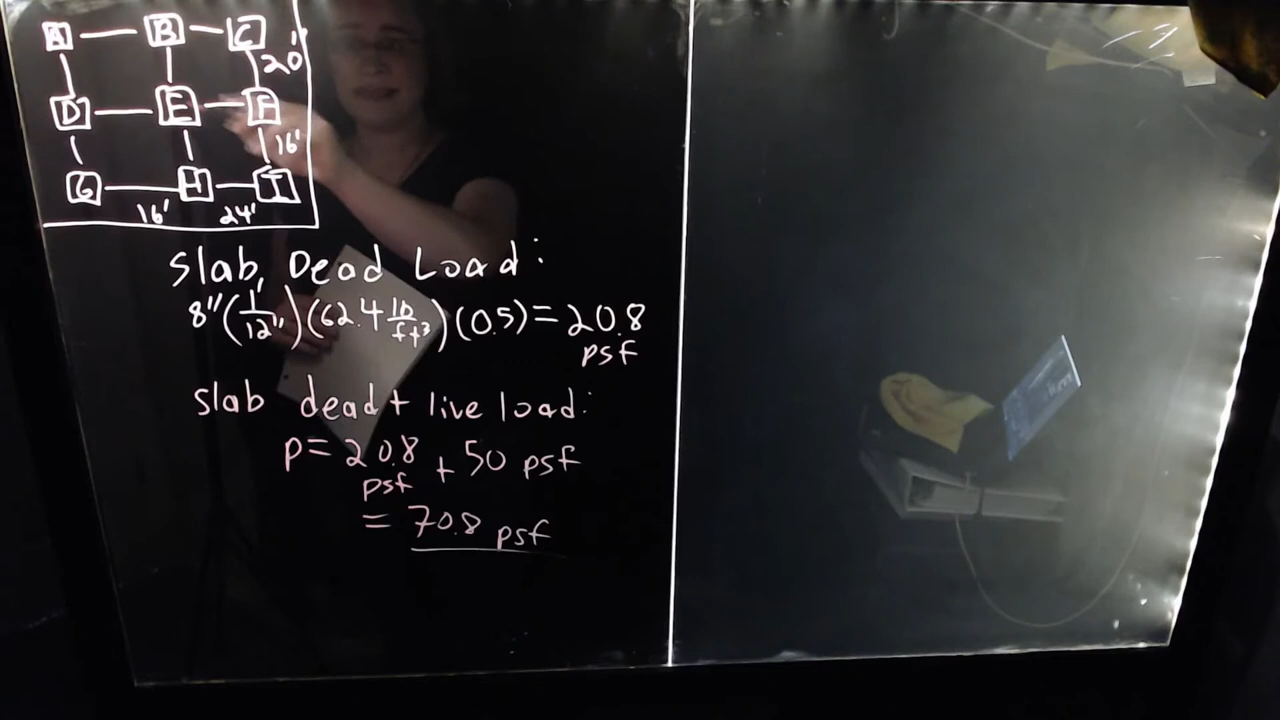 A B C
20'
D E F
16'
G H I
16' 24'
Slab Dead Load:
8"(1'/12")(62.4 lb/ft³)(0.5) = 20.8
psf
slab dead + live load:
p = 20.8 + 50 psf
psf
= 70.8 psf